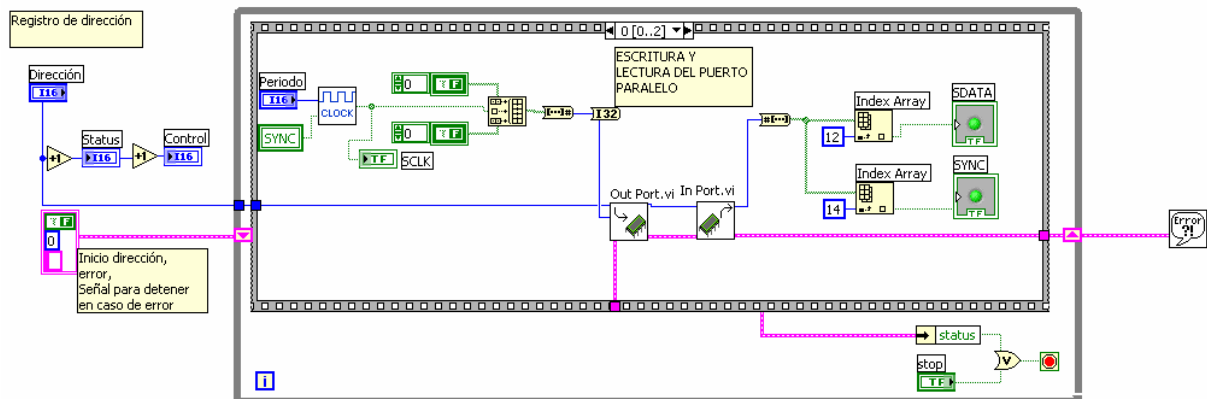 Registro de dirección
0 [0..2]
Dirección
I16
+1
Status
I16
+1
Control
I16
F
0
Inicio dirección,
error,
Señal para detener
en caso de error
Periodo
I16
CLOCK
SYNC
TF
SCLK
0
F
0
F
I32
ESCRITURA Y
LECTURA DEL PUERTO
PARALELO
Out Port.vi
In Port.vi
Index Array
12
SDATA
TF
Index Array
14
SYNC
TF
Error
?!
status
stop
TF
V
i